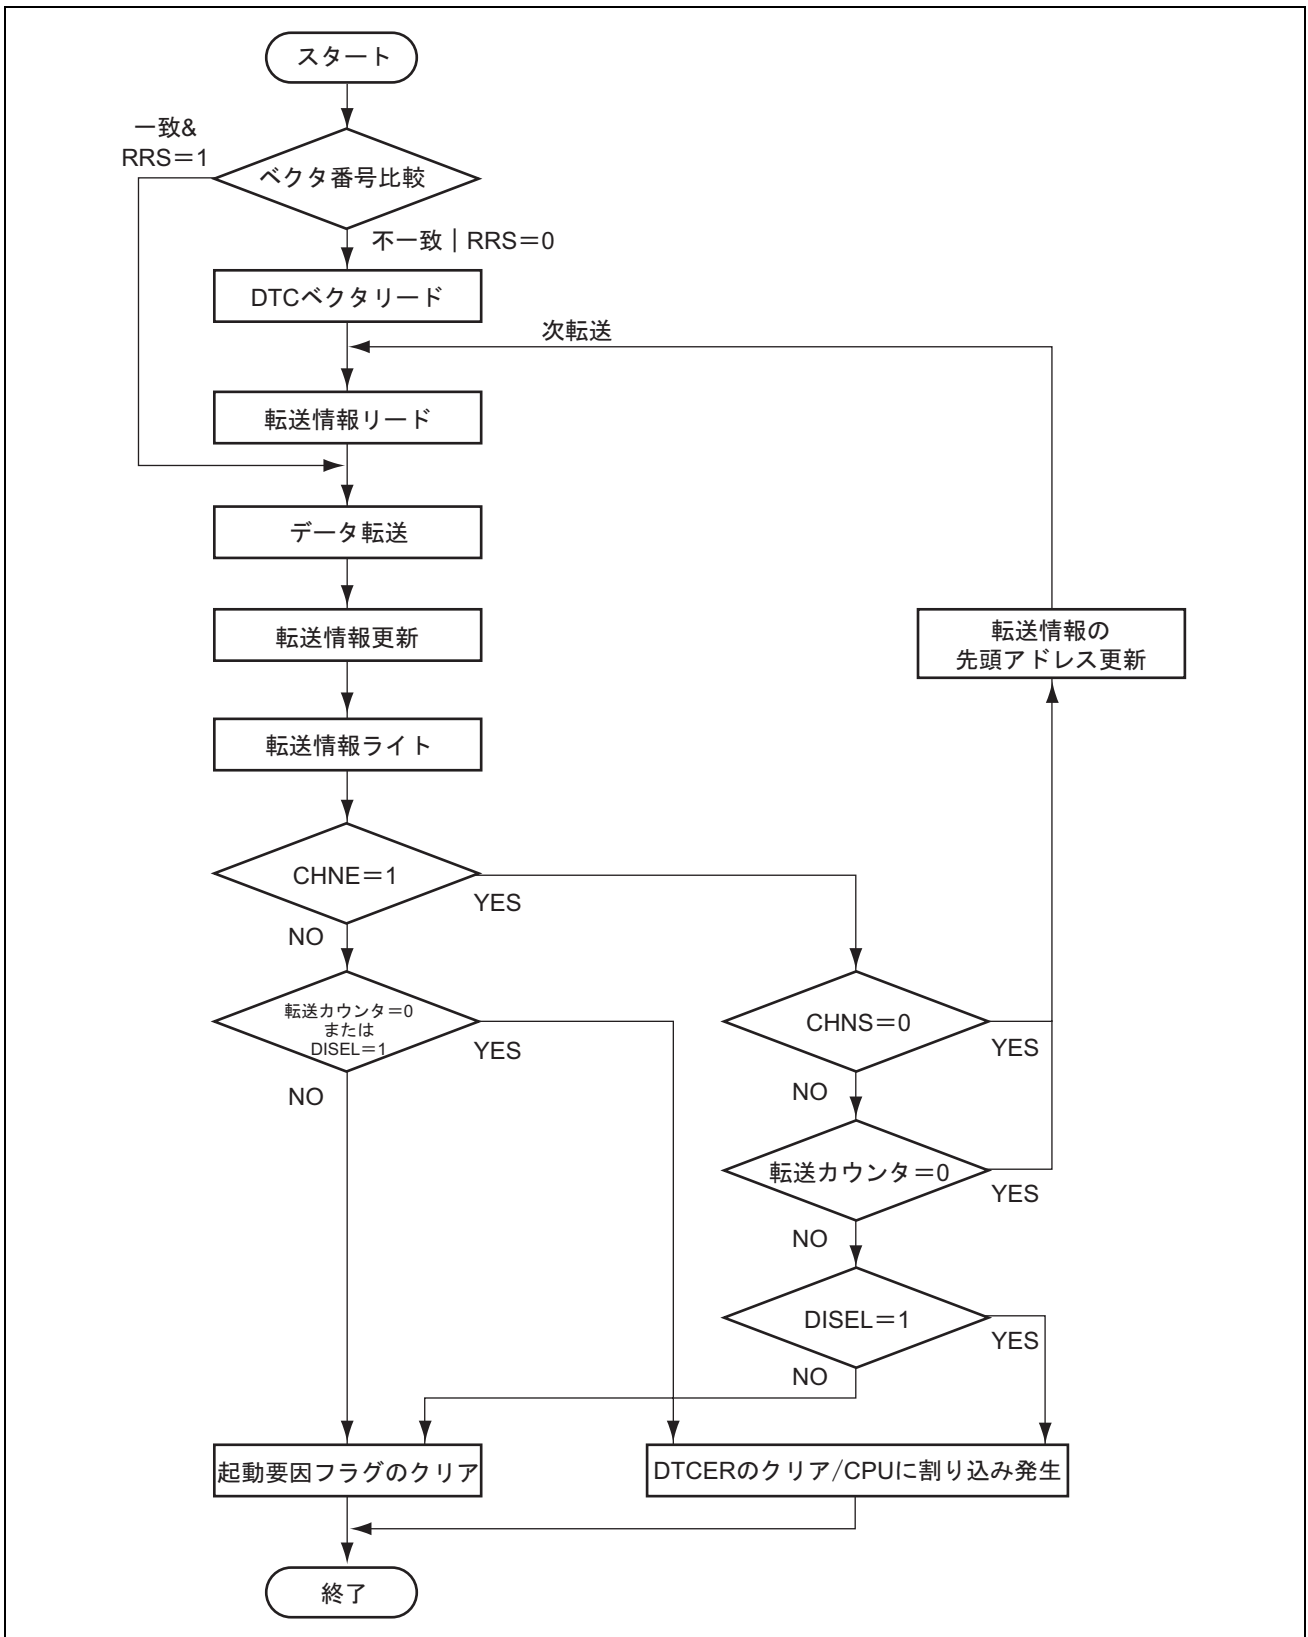 スタート
一致&
RRS＝1
ベクタ番号比較
不一致｜RRS＝0
DTCベクタリード
次転送
転送情報リード
データ転送
転送情報更新
転送情報の
先頭アドレス更新
転送情報ライト
CHNE＝1
YES
NO
転送カウンタ＝0
または
DISEL＝1
YES
NO
CHNS＝0
YES
NO
転送カウンタ＝0
YES
NO
DISEL＝1
YES
NO
起動要因フラグのクリア
DTCERのクリア/CPUに割り込み発生
終了